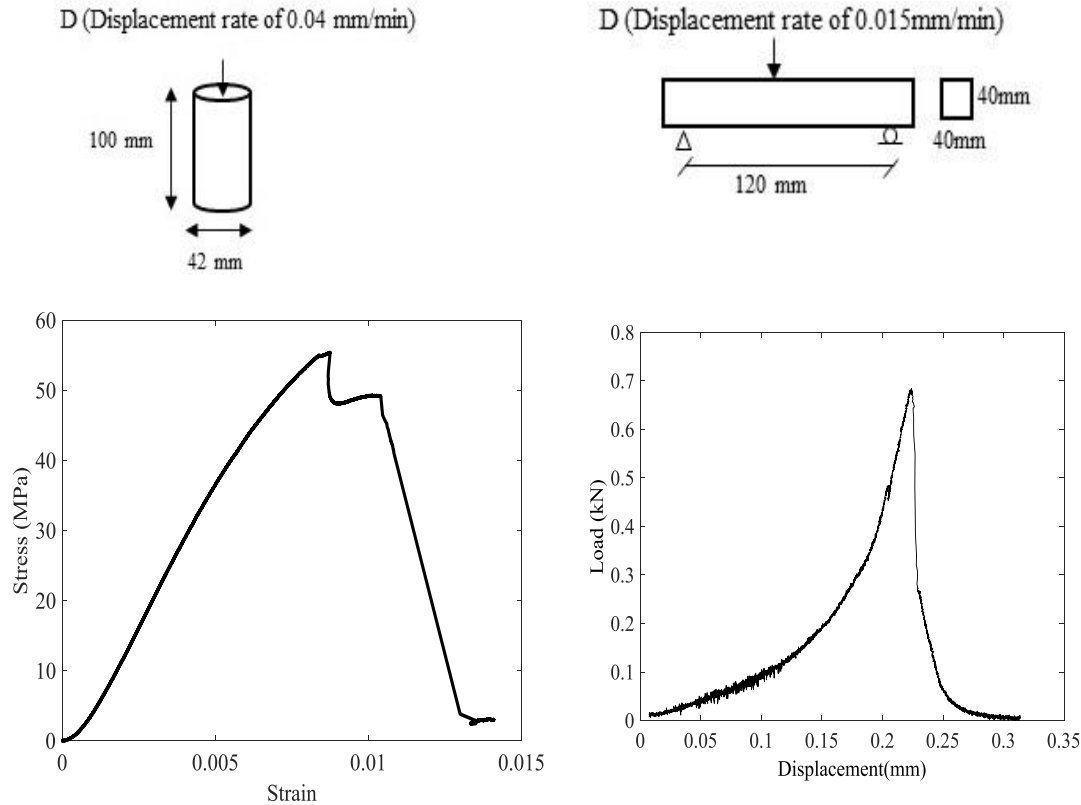 D (Displacement rate of 0.04 mm/min)
100 mm
42 mm
D (Displacement rate of 0.015mm/min)
40mm
40mm
120 mm
60
50
40
30
20
10
0
Stress (MPa)
0
0.005
0.01
0.015
Strain
0.8
0.7
0.6
0.5
0.4
0.3
0.2
0.1
0
Load (kN)
0
0.05
0.1
0.15
0.2
0.25
0.3
0.35
Displacement(mm)